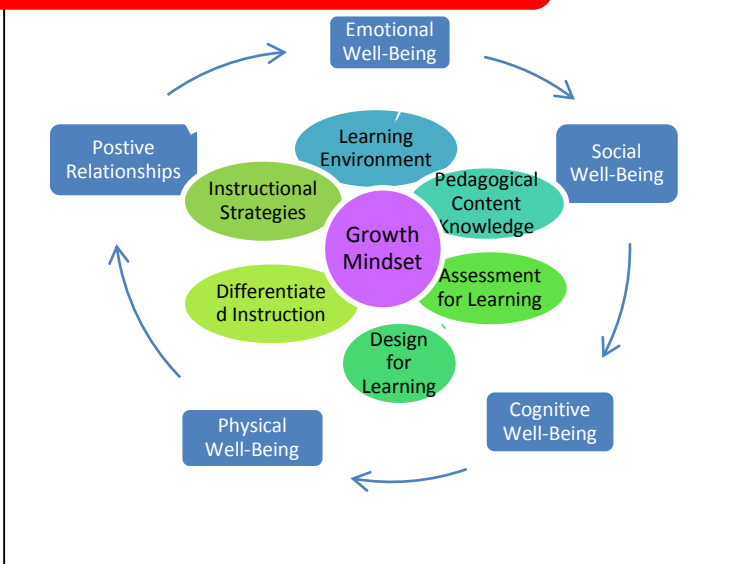 Emotional
Well-Being
Postive
Relationships
Social
Well-Being
Learning
Environment
Instructional
Strategies
Pedagogical
Content
Knowledge
Growth
Mindset
Differentiate
d Instruction
Assessment
for Learning
Design
for
Learning
Physical
Well-Being
Cognitive
Well-Being